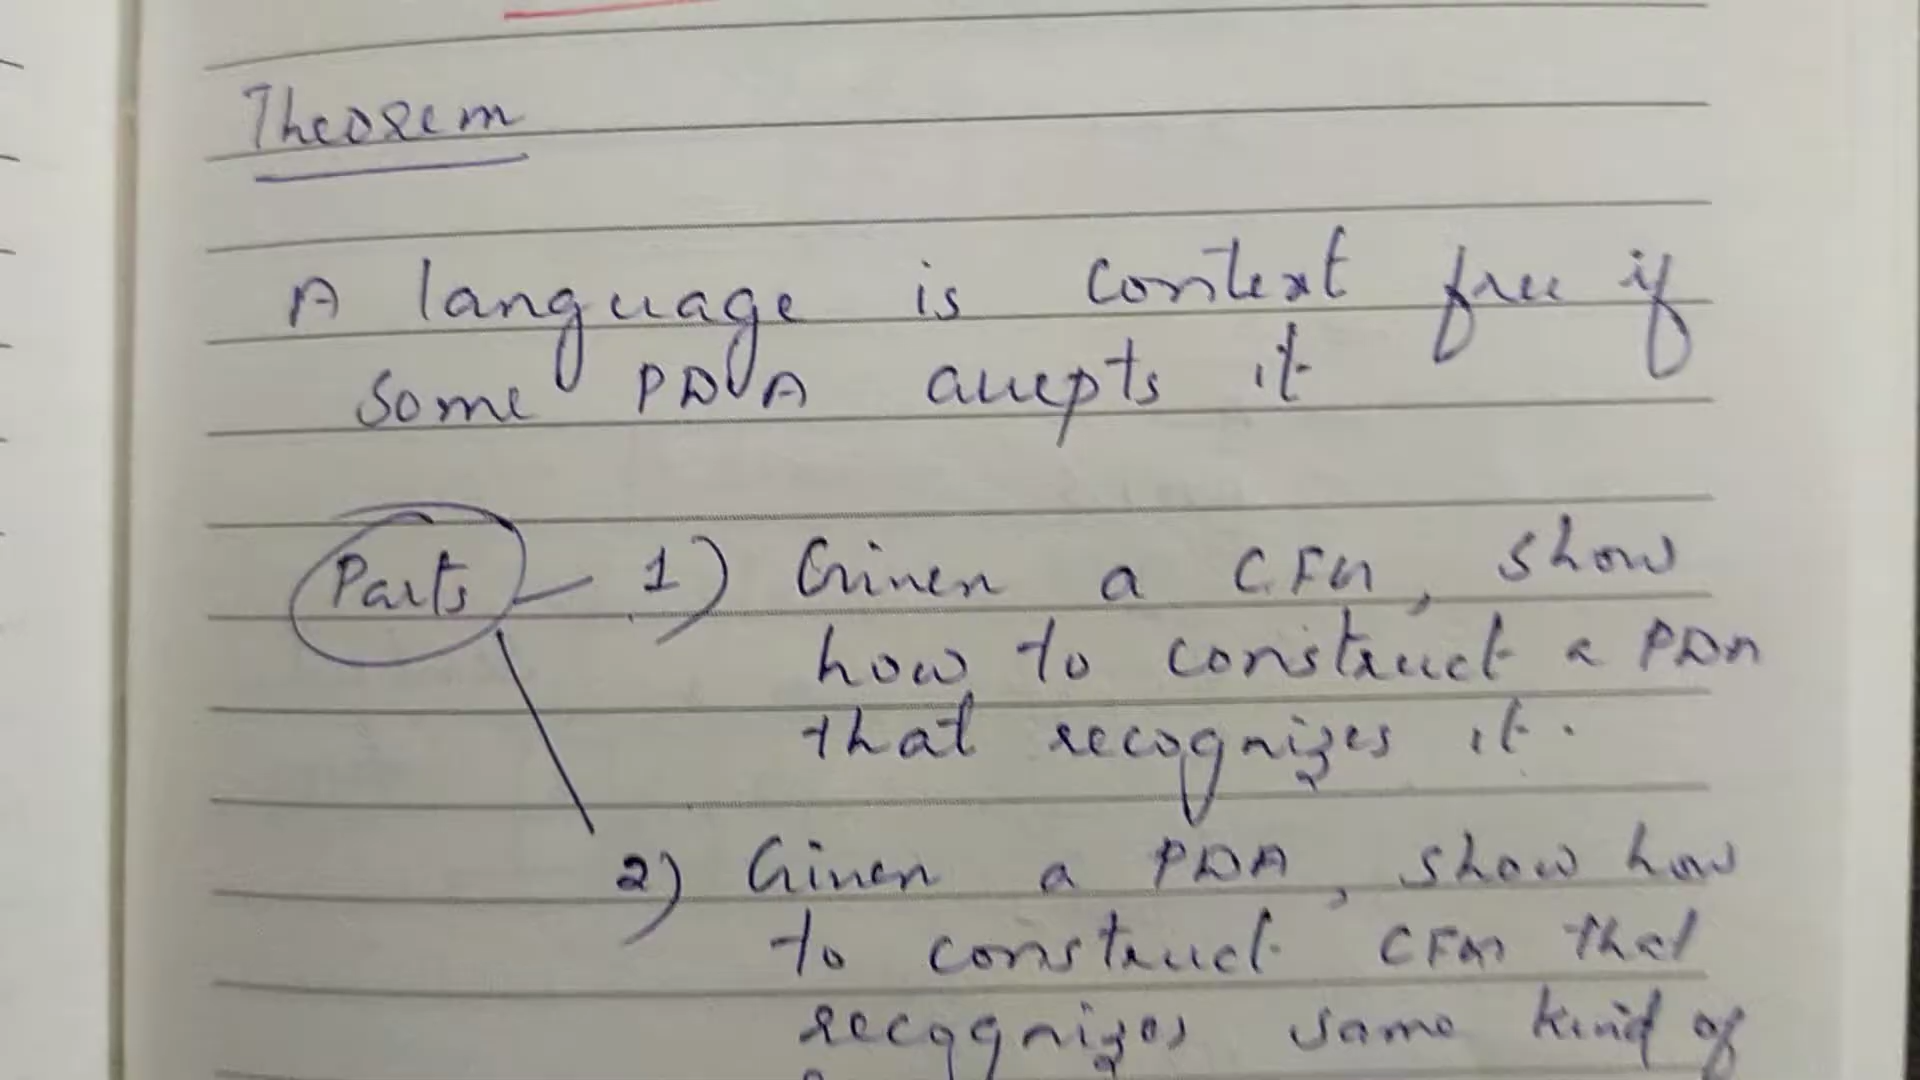 Theorem
A language is context free if
some PDA accepts it
Parts - 1) Given a CFG, show
how to construct a PDA
that recognizes it.
2) Given a PDA, show how
to construct CFG that
recognizes same kind of